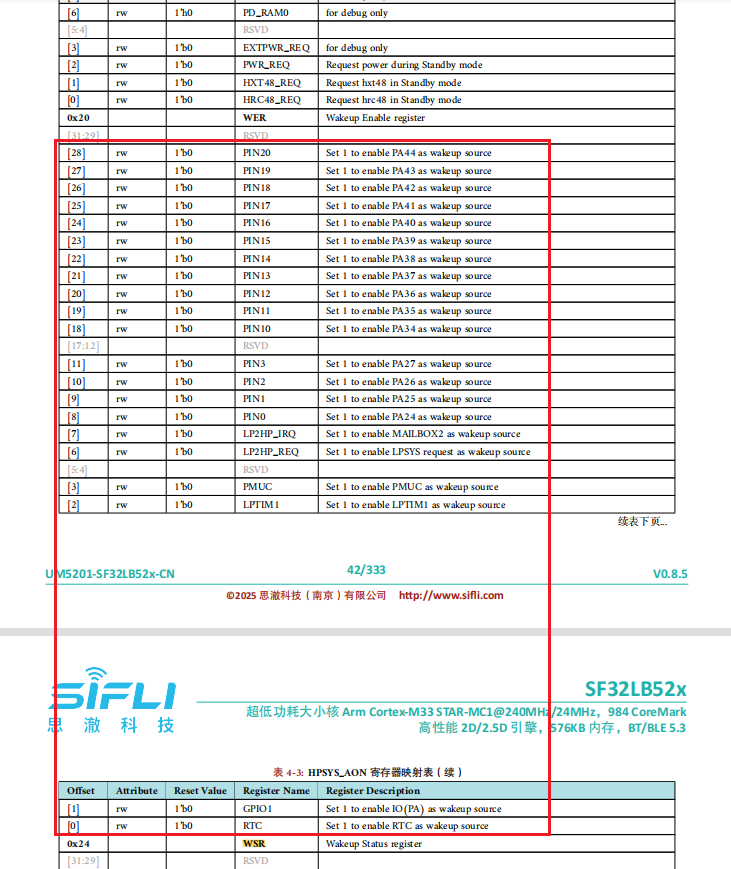 [6] rw 1'h0 PD_RAM0 for debug only
[5:4] RSVD
[3] 1'b0 EXTPWR_REQ for debug only
[2] rw 1'b0 PWR_REQ Request power during Standby mode
[1] rw 1'b0 HXT48_REQ Request hxt48 in Standby mode
[0] rw 1'b0 HRC48_REQ Request hrc48 in Standby mode
0x20 WER Wakeup Enable register
[31:29] RSVD
[28] rw 1'b0 PIN20 Set 1 to enable PA44 as wakeup source
[27] rw 1'b0 PIN19 Set 1 to enable PA43 as wakeup source
[26] rw 1'b0 PIN18 Set 1 to enable PA42 as wakeup source
[25] rw 1'b0 PIN17 Set 1 to enable PA41 as wakeup source
[24] rw 1'b0 PIN16 Set 1 to enable PA40 as wakeup source
[23] rw 1'b0 PIN15 Set 1 to enable PA39 as wakeup source
[22] rw 1'b0 PIN14 Set 1 to enable PA38 as wakeup source
[21] rw 1'b0 PIN13 Set 1 to enable PA37 as wakeup source
[20] rw 1'b0 PIN12 Set 1 to enable PA36 as wakeup source
[19] rw 1'b0 PIN11 Set 1 to enable PA35 as wakeup source
[18] rw 1'b0 PIN10 Set 1 to enable PA34 as wakeup source
[17:12] RSVD
[11] rw 1'b0 PIN3 Set 1 to enable PA27 as wakeup source
[10] rw 1'b0 PIN2 Set 1 to enable PA26 as wakeup source
[9] rw 1'b0 PIN1 Set 1 to enable PA25 as wakeup source
[8] rw 1'b0 PIN0 Set 1 to enable PA24 as wakeup source
[7] rw 1'b0 LP2HP_IRQ Set 1 to enable MAILBOX2 as wakeup source
[6] rw 1'b0 LP2HP_REQ Set 1 to enable LPSYS request as wakeup source
[5:4] RSVD
[3] rw 1'b0 PMUC Set 1 to enable PMUC as wakeup source
[2] rw 1'b0 LPTIM1 Set 1 to enable LPTIM1 as wakeup source
续表下页...
UM5201-SF32LB52x-CN 42/333 V0.8.5
©2025 思澈科技（南京）有限公司 http://www.sifli.com
SiFLI
思 澈 科 技
SF32LB52x
超低功耗大小核 Arm Cortex-M33 STAR-MC1@240MHz/24MHz，984 CoreMark
高性能 2D/2.5D 引擎，576KB 内存，BT/BLE 5.3
表 4-3: HPSYS_AON 寄存器映射表（续）
Offset Attribute Reset Value Register Name Register Description
[1] rw 1'b0 GPIO1 Set 1 to enable IO(PA) as wakeup source
[0] rw 1'b0 RTC Set 1 to enable RTC as wakeup source
0x24 WSR Wakeup Status register
[31:29] RSVD